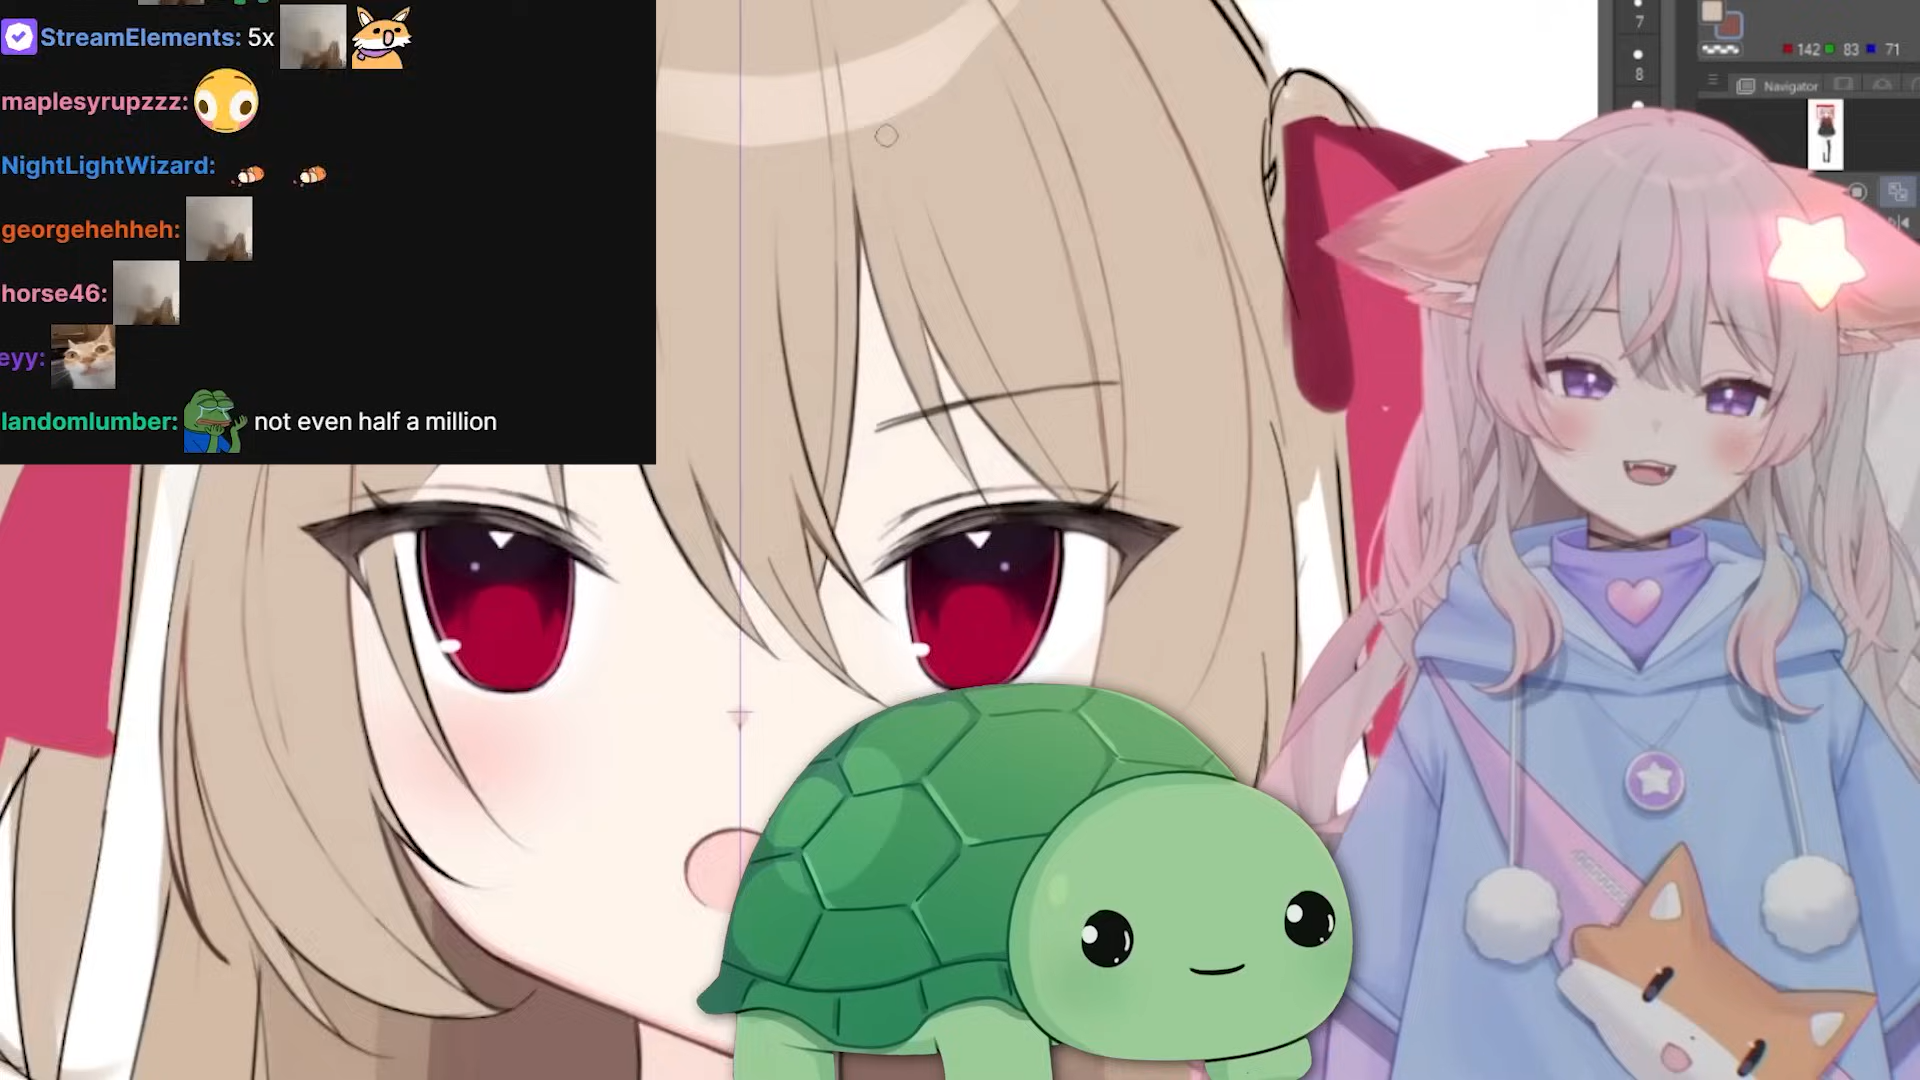 StreamElements: 5x
maplesyrupzzz:
NightLightWizard:
georgehehheh:
horse46:
eyy:
landomlumber: not even half a million
7
142 83 71
8
Navigator